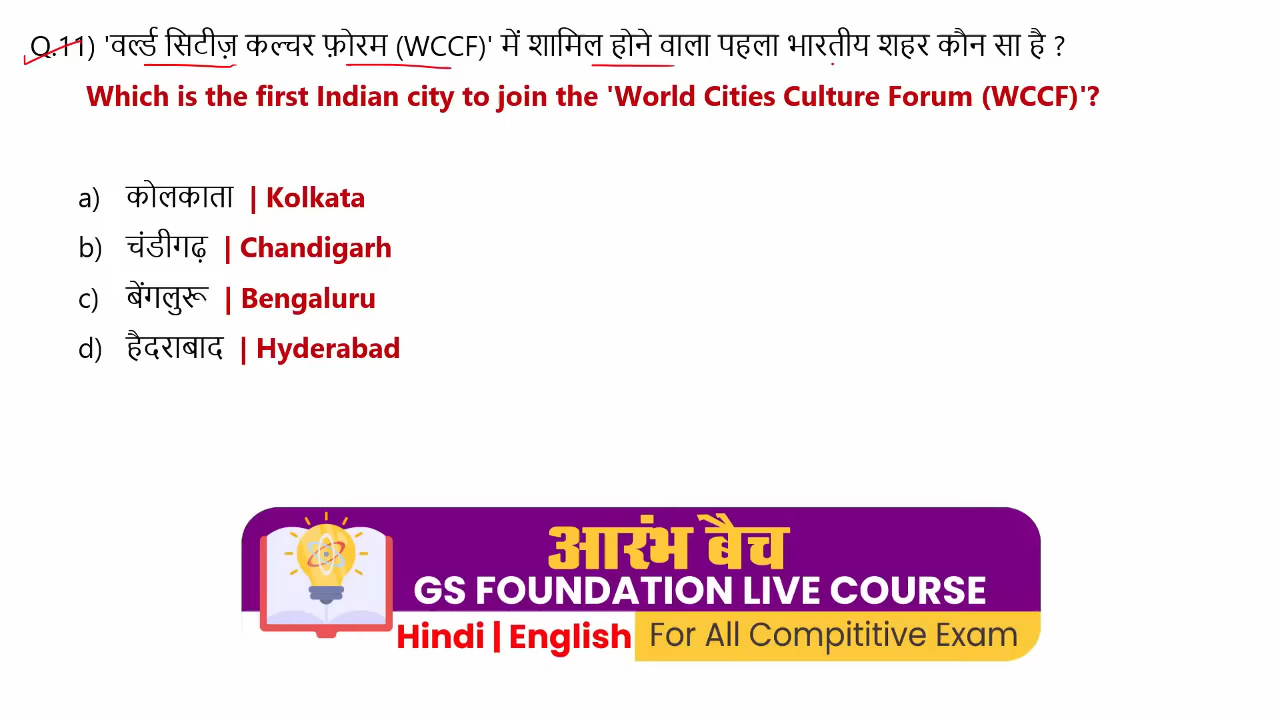 Q.11) 'वर्ल्ड सिटीज़ कल्चर फ़ोरम (WCCF)' में शामिल होने वाला पहला भारतीय शहर कौन सा है ?
Which is the first Indian city to join the 'World Cities Culture Forum (WCCF)'?
a) कोलकाता | Kolkata
b) चंडीगढ़ | Chandigarh
c) बेंगलुरू | Bengaluru
d) हैदराबाद | Hyderabad
आरंभ बैच
GS FOUNDATION LIVE COURSE
Hindi | English For All Compititive Exam